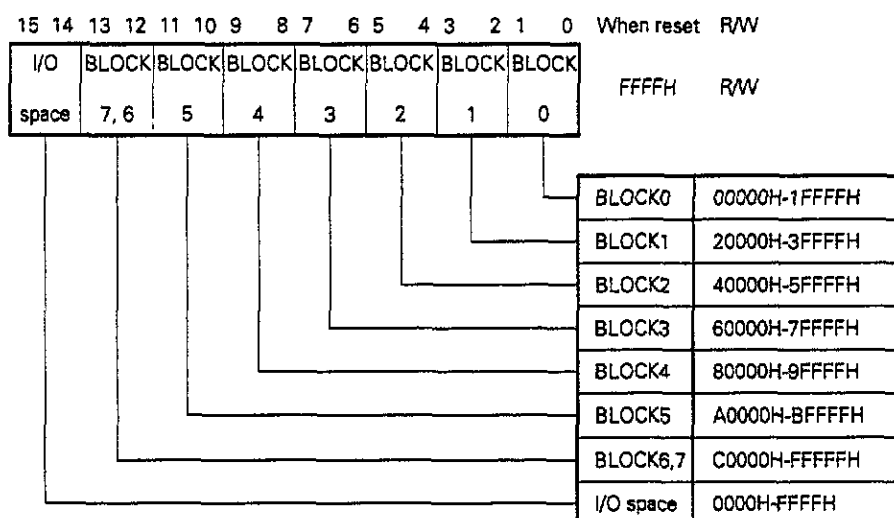 15 14 13 12 11 10 9 8 7 6 5 4 3 2 1 0 When reset R/W
I/O BLOCK BLOCK BLOCK BLOCK BLOCK BLOCK BLOCK
FFFFH R/W
space 7, 6 5 4 3 2 1 0
BLOCK0 00000H-1FFFFH
BLOCK1 20000H-3FFFFH
BLOCK2 40000H-5FFFFH
BLOCK3 60000H-7FFFFH
BLOCK4 80000H-9FFFFH
BLOCK5 A0000H-BFFFFH
BLOCK6,7 C0000H-FFFFFH
I/O space 0000H-FFFFH